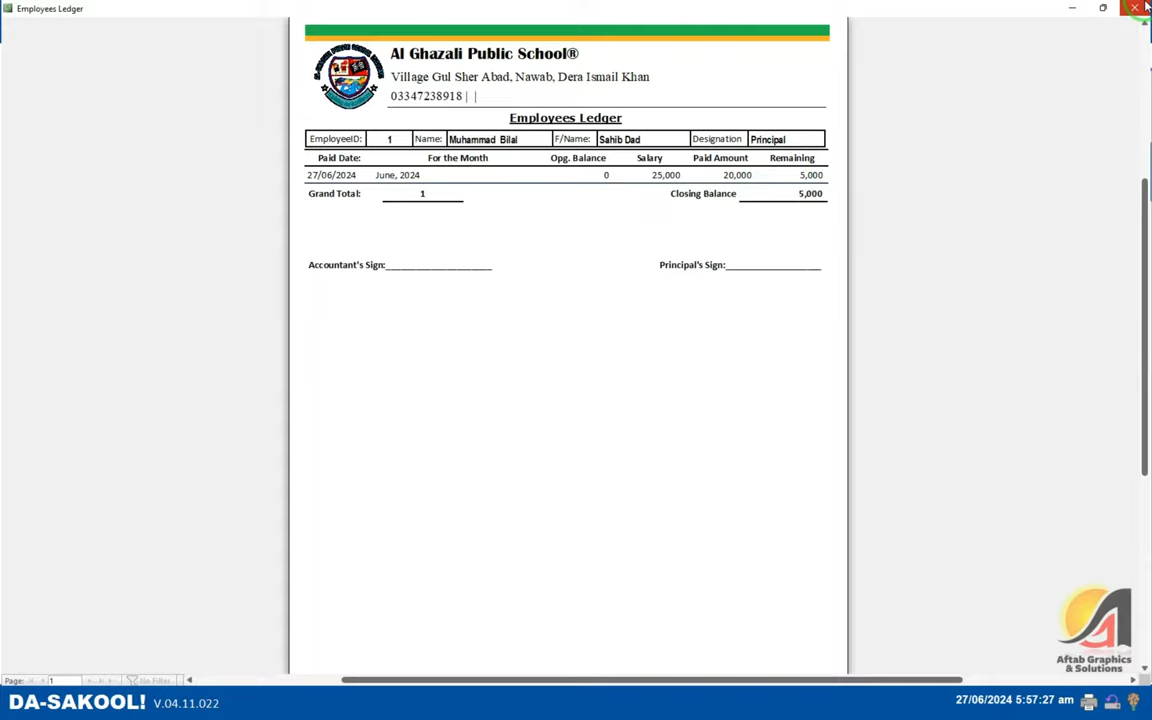 Employees Ledger
Al Ghazali Public School®
Village Gul Sher Abad, Nawab, Dera Ismail Khan
03347238918 | |
Employees Ledger
EmployeeID: 1 Name: Muhammad Bilal F/Name: Sahib Dad Designation Principal
Paid Date: For the Month Opg. Balance Salary Paid Amount Remaining
27/06/2024 June, 2024 0 25,000 20,000 5,000
Grand Total: 1 Closing Balance 5,000
Accountant's Sign:____________________ Principal's Sign:__________________
Aftab Graphics
& Solutions
Page: 1 No Filter
DA-SAKOOL! V.04.11.022 27/06/2024 5:57:27 am